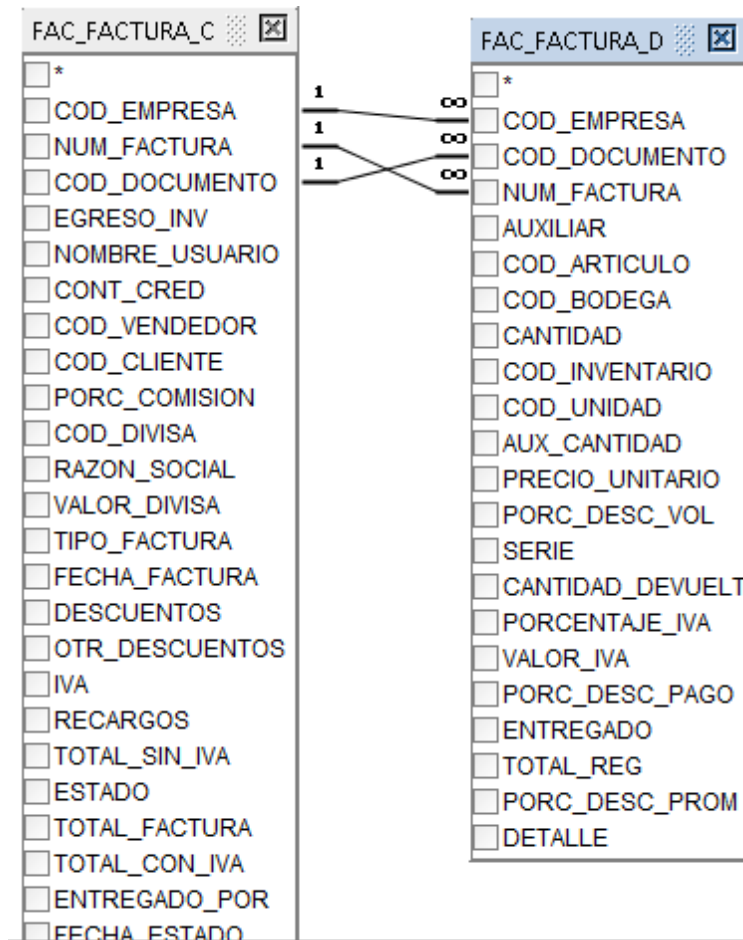 FAC_FACTURA_C
*
COD_EMPRESA
NUM_FACTURA
COD_DOCUMENTO
EGRESO_INV
NOMBRE_USUARIO
CONT_CRED
COD_VENDEDOR
COD_CLIENTE
PORC_COMISION
COD_DIVISA
RAZON_SOCIAL
VALOR_DIVISA
TIPO_FACTURA
FECHA_FACTURA
DESCUENTOS
OTR_DESCUENTOS
IVA
RECARGOS
TOTAL_SIN_IVA
ESTADO
TOTAL_FACTURA
TOTAL_CON_IVA
ENTREGADO_POR
FECHA_ESTADO
1
1
1
∞
∞
∞
FAC_FACTURA_D
*
COD_EMPRESA
COD_DOCUMENTO
NUM_FACTURA
AUXILIAR
COD_ARTICULO
COD_BODEGA
CANTIDAD
COD_INVENTARIO
COD_UNIDAD
AUX_CANTIDAD
PRECIO_UNITARIO
PORC_DESC_VOL
SERIE
CANTIDAD_DEVUELT
PORCENTAJE_IVA
VALOR_IVA
PORC_DESC_PAGO
ENTREGADO
TOTAL_REG
PORC_DESC_PROM
DETALLE